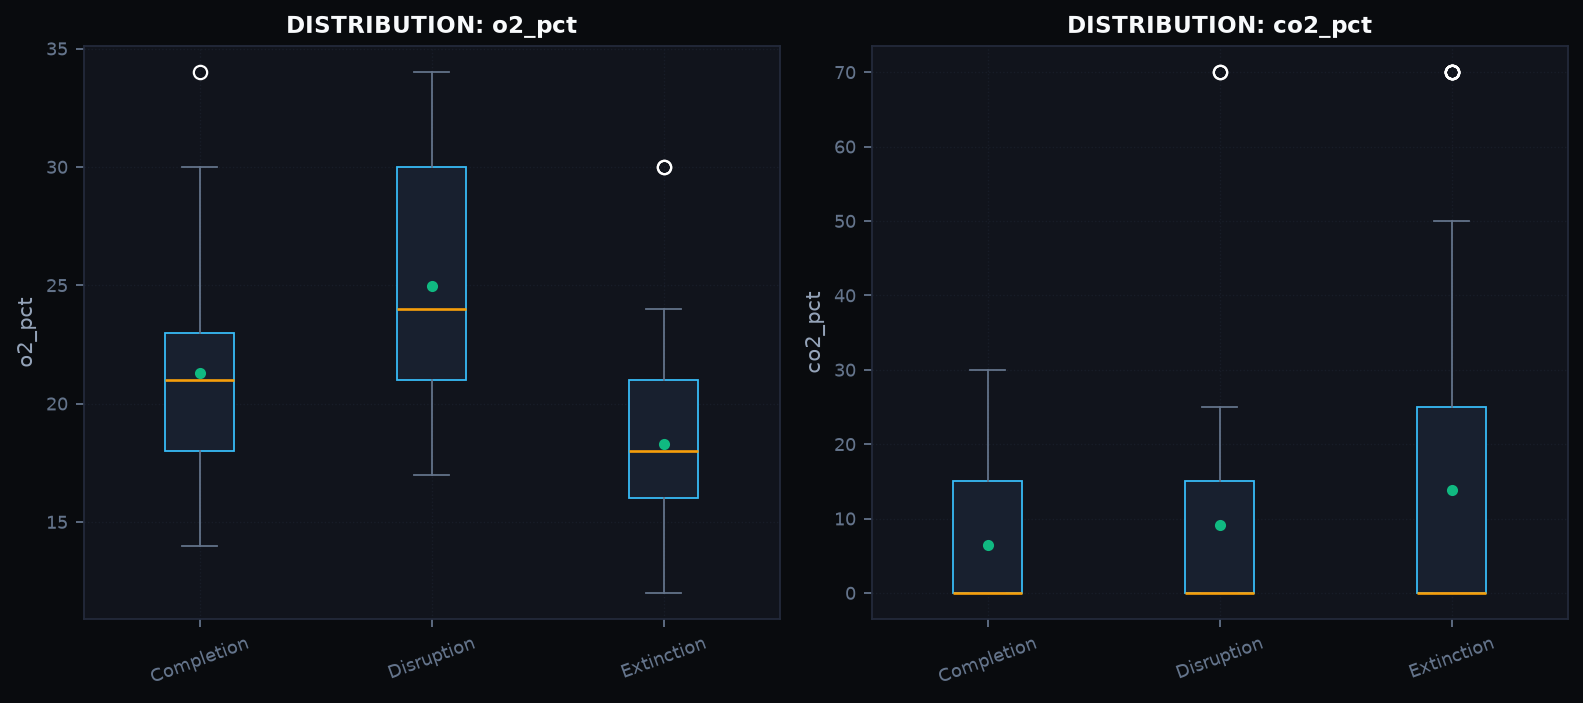 DISTRIBUTION: o2_pct
o2_pct
35
30
25
20
15
Completion
Disruption
Extinction
DISTRIBUTION: co2_pct
co2_pct
70
60
50
40
30
20
10
0
Completion
Disruption
Extinction